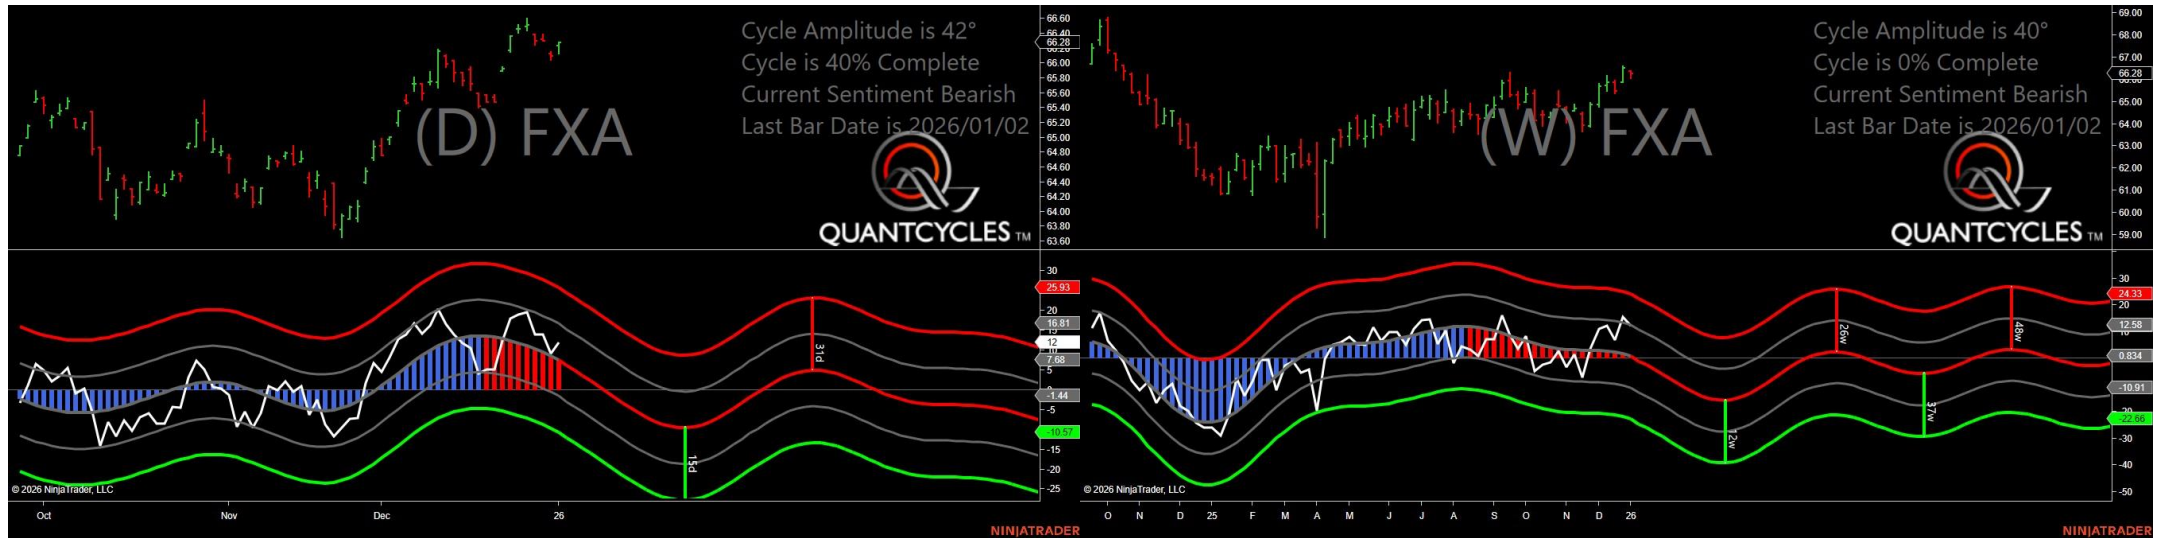 Cycle Amplitude is 42°
Cycle is 40% Complete
Current Sentiment Bearish
Last Bar Date is 2026/01/02
(D) FXA
QUANTCYCLES TM
66.60
66.40
66.28
66.20
66.00
65.80
65.60
65.40
65.20
65.00
64.80
64.60
64.40
64.20
64.00
63.80
63.60
30
25.93
20
16.81
15
12
10
7.68
5
-1.44
-5
-10.57
-15
-20
-25
15d
31d
© 2026 NinjaTrader, LLC
Oct Nov Dec 26
NINJATRADER
Cycle Amplitude is 40°
Cycle is 0% Complete
Current Sentiment Bearish
Last Bar Date is 2026/01/02
(W) FXA
QUANTCYCLES TM
69.00
68.00
67.00
66.28
65.00
64.00
63.00
62.00
61.00
60.00
59.00
30
24.33
20
12.58
0.834
-10.91
-22.66
-30
-40
-50
12w
26w
37w
48w
© 2026 NinjaTrader, LLC
O N D 25 F M A M J J A S O N D 26
NINJATRADER